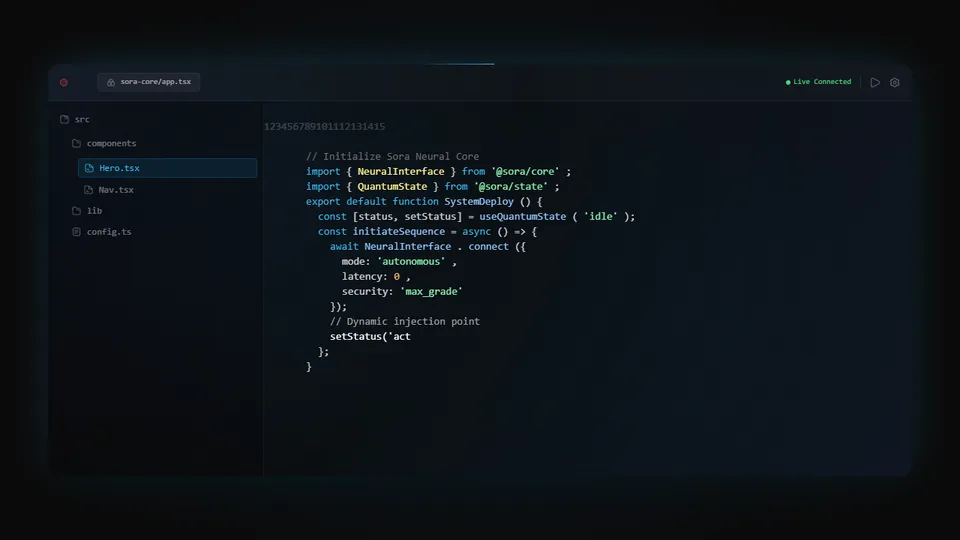 sora-core/app.tsx
Live Connected
src
components
Hero.tsx
Nav.tsx
lib
config.ts
123456789101112131415
// Initialize Sora Neural Core
import { NeuralInterface } from '@sora/core' ;
import { QuantumState } from '@sora/state' ;
export default function SystemDeploy () {
const [status, setStatus] = useQuantumState ( 'idle' );
const initiateSequence = async () => {
await NeuralInterface . connect ({
mode: 'autonomous' ,
latency: 0 ,
security: 'max_grade'
});
// Dynamic injection point
setStatus('act
};
}